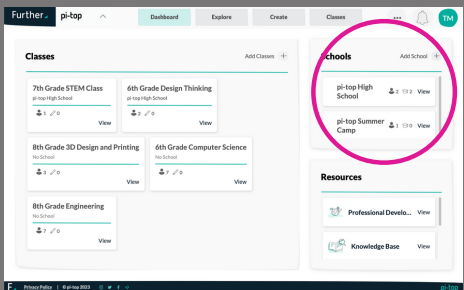 Further
pi-top
Dashboard
Explore
Create
Classes
...
TM
Classes
Add Classes +
7th Grade STEM Class
pi-top High School
1 0
View
6th Grade Design Thinking
pi-top High School
2 0
View
8th Grade 3D Design and Printing
No School
3 0
View
6th Grade Computer Science
No School
7 0
View
8th Grade Engineering
No School
7 0
View
Schools
Add School +
pi-top High
School
2 2 View
pi-top Summer
Camp
1 0 View
Resources
Professional Develo... View
Knowledge Base View
F. Privacy Policy | © pi-top 2023
pi-top